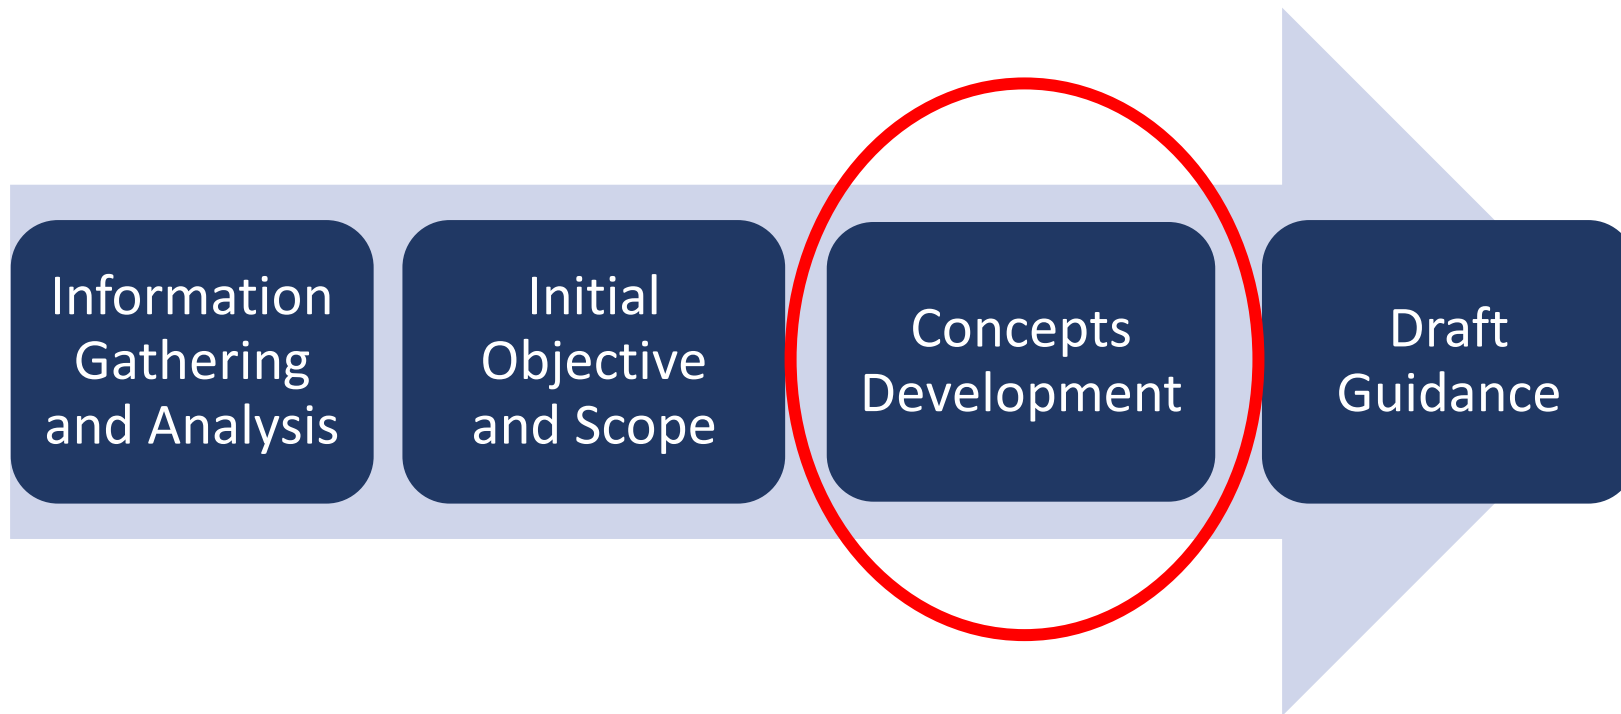 Information
Gathering
and Analysis
Initial
Objective
and Scope
Concepts
Development
Draft
Guidance